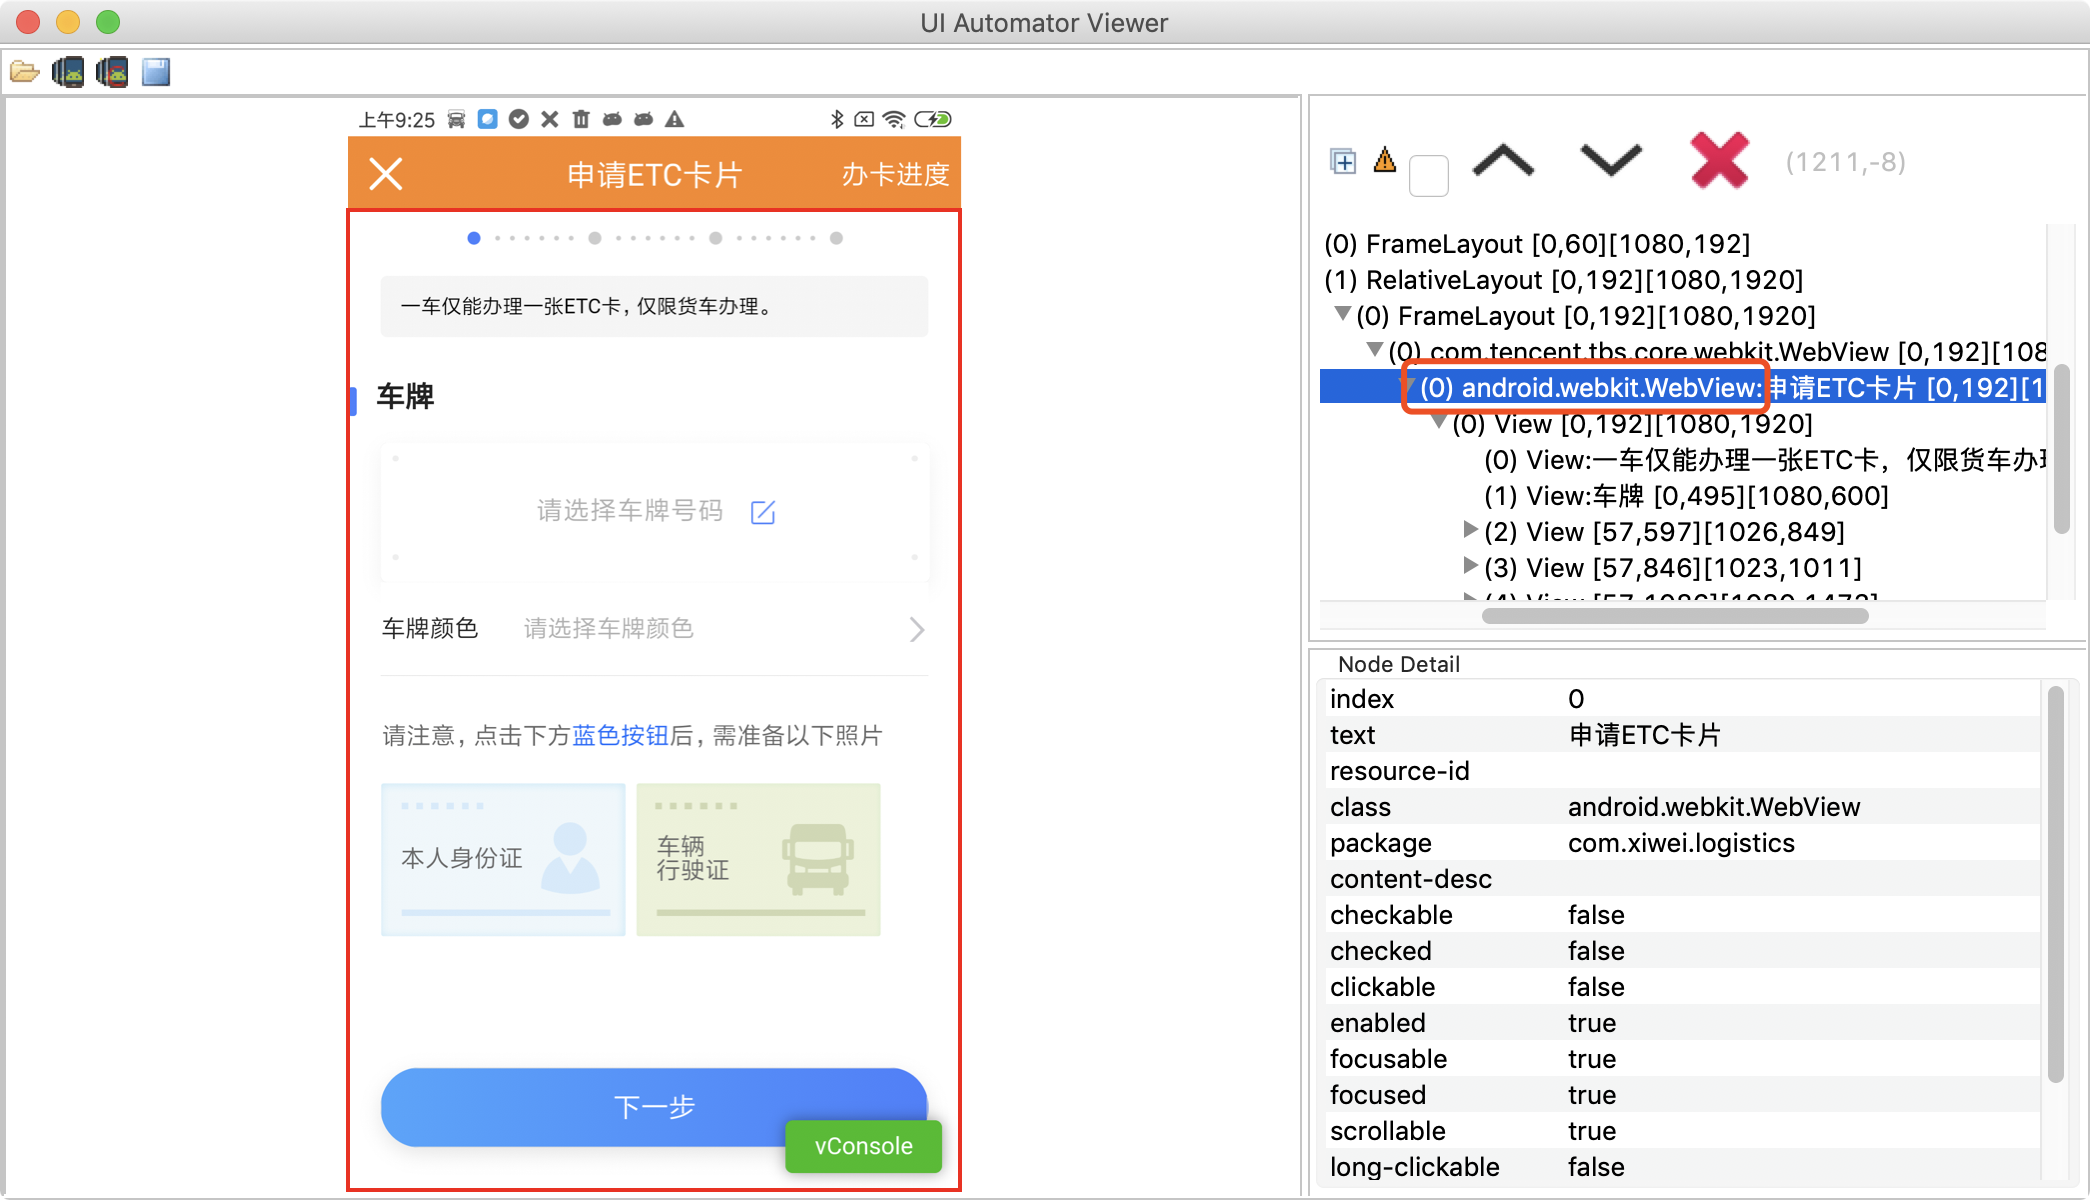 UI Automator Viewer
上午9:25
申请ETC卡片
办卡进度
一车仅能办理一张ETC卡，仅限货车办理。
车牌
请选择车牌号码
车牌颜色
请选择车牌颜色
请注意，点击下方蓝色按钮后，需准备以下照片
本人身份证
车辆
行驶证
下一步
vConsole
(1211,-8)
(0) FrameLayout [0,60][1080,192]
(1) RelativeLayout [0,192][1080,1920]
(0) FrameLayout [0,192][1080,1920]
(0) com.tencent.tbs.core.webkit.WebView [0,192][108
(0) android.webkit.WebView:申请ETC卡片 [0,192][1
(0) View [0,192][1080,1920]
(0) View:一车仅能办理一张ETC卡，仅限货车办理
(1) View:车牌 [0,495][1080,600]
(2) View [57,597][1026,849]
(3) View [57,846][1023,1011]
Node Detail
index 0
text 申请ETC卡片
resource-id
class android.webkit.WebView
package com.xiwei.logistics
content-desc
checkable false
checked false
clickable false
enabled true
focusable true
focused true
scrollable true
long-clickable false